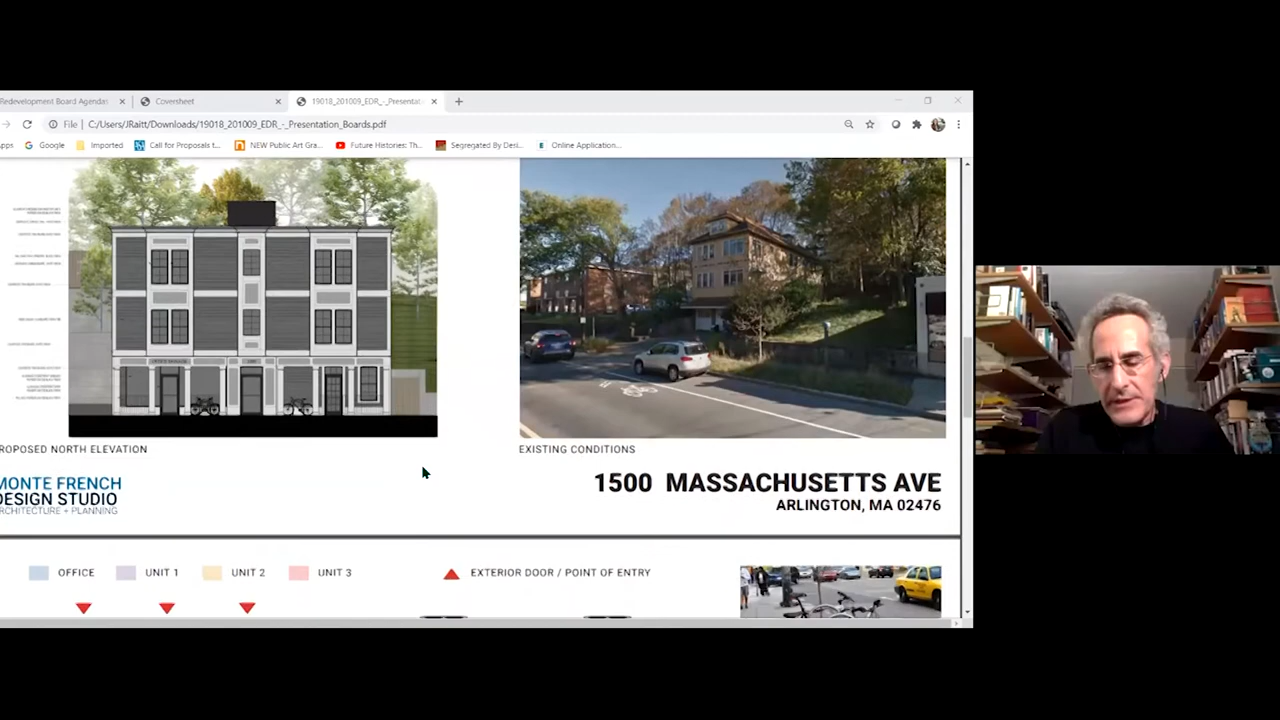 Redevelopment Board Agendas
Coversheet
19018_201009_EDR_-_Presentat
File | C:/Users/JRaitt/Downloads/19018_201009_EDR_-_Presentation_Boards.pdf
pps
Google
Imported
Call for Proposals t...
NEW Public Art Gra...
Future Histories: Th...
Segregated By Desi...
Online Application...
ROPOSED NORTH ELEVATION
EXISTING CONDITIONS
MONTE FRENCH
DESIGN STUDIO
ARCHITECTURE + PLANNING
1500 MASSACHUSETTS AVE
ARLINGTON, MA 02476
OFFICE
UNIT 1
UNIT 2
UNIT 3
EXTERIOR DOOR / POINT OF ENTRY